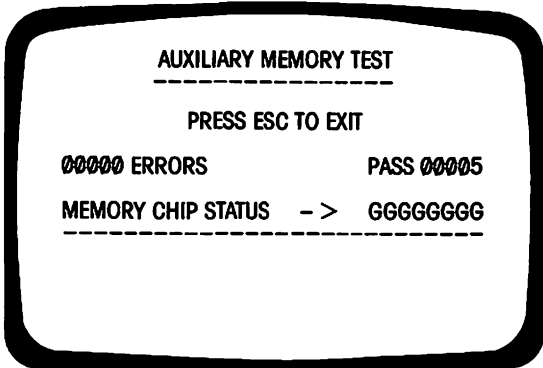 AUXILIARY MEMORY TEST
PRESS ESC TO EXIT
00000 ERRORS PASS 00005
MEMORY CHIP STATUS -> GGGGGGGG